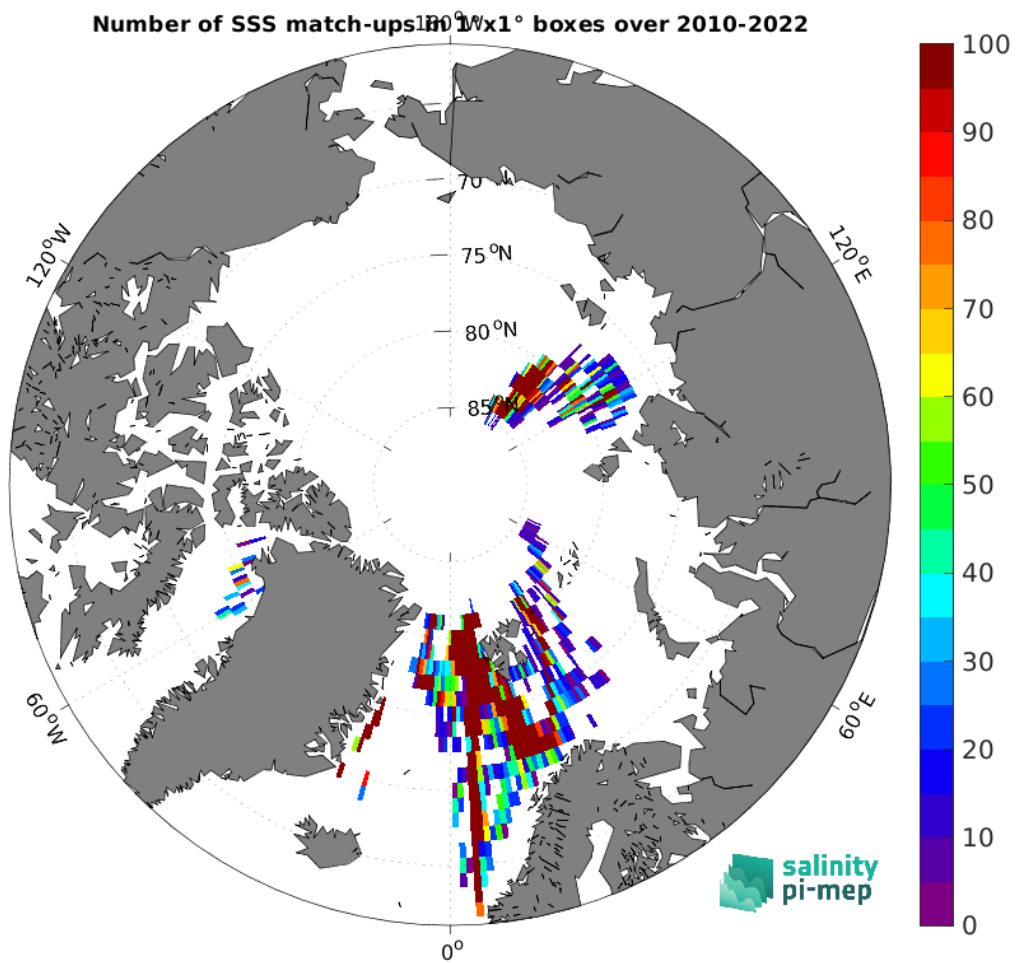 Number of SSS match-ups in 1°x1° boxes over 2010-2022
180°W
120°W
120°E
60°W
60°E
0°
70°N
75°N
80°N
85°N
100
90
80
70
60
50
40
30
20
10
0
salinity
pi-mep